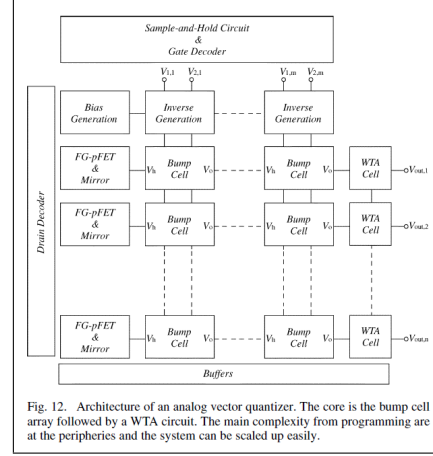 Sample-and-Hold Circuit
&
Gate Decoder
V1,1 V2,1 V1,m V2,m
Bias
Generation
Inverse
Generation
Inverse
Generation
Drain Decoder
FG-pFET
&
Mirror
Vh Bump
Cell Vo
Vh Bump
Cell Vo
WTA
Cell
Vout,1
FG-pFET
&
Mirror
Vh Bump
Cell Vo
Vh Bump
Cell Vo
WTA
Cell
Vout,2
FG-pFET
&
Mirror
Vh Bump
Cell Vo
Vh Bump
Cell Vo
WTA
Cell
Vout,n
Buffers
Fig. 12. Architecture of an analog vector quantizer. The core is the bump cell
array followed by a WTA circuit. The main complexity from programming are
at the peripheries and the system can be scaled up easily.